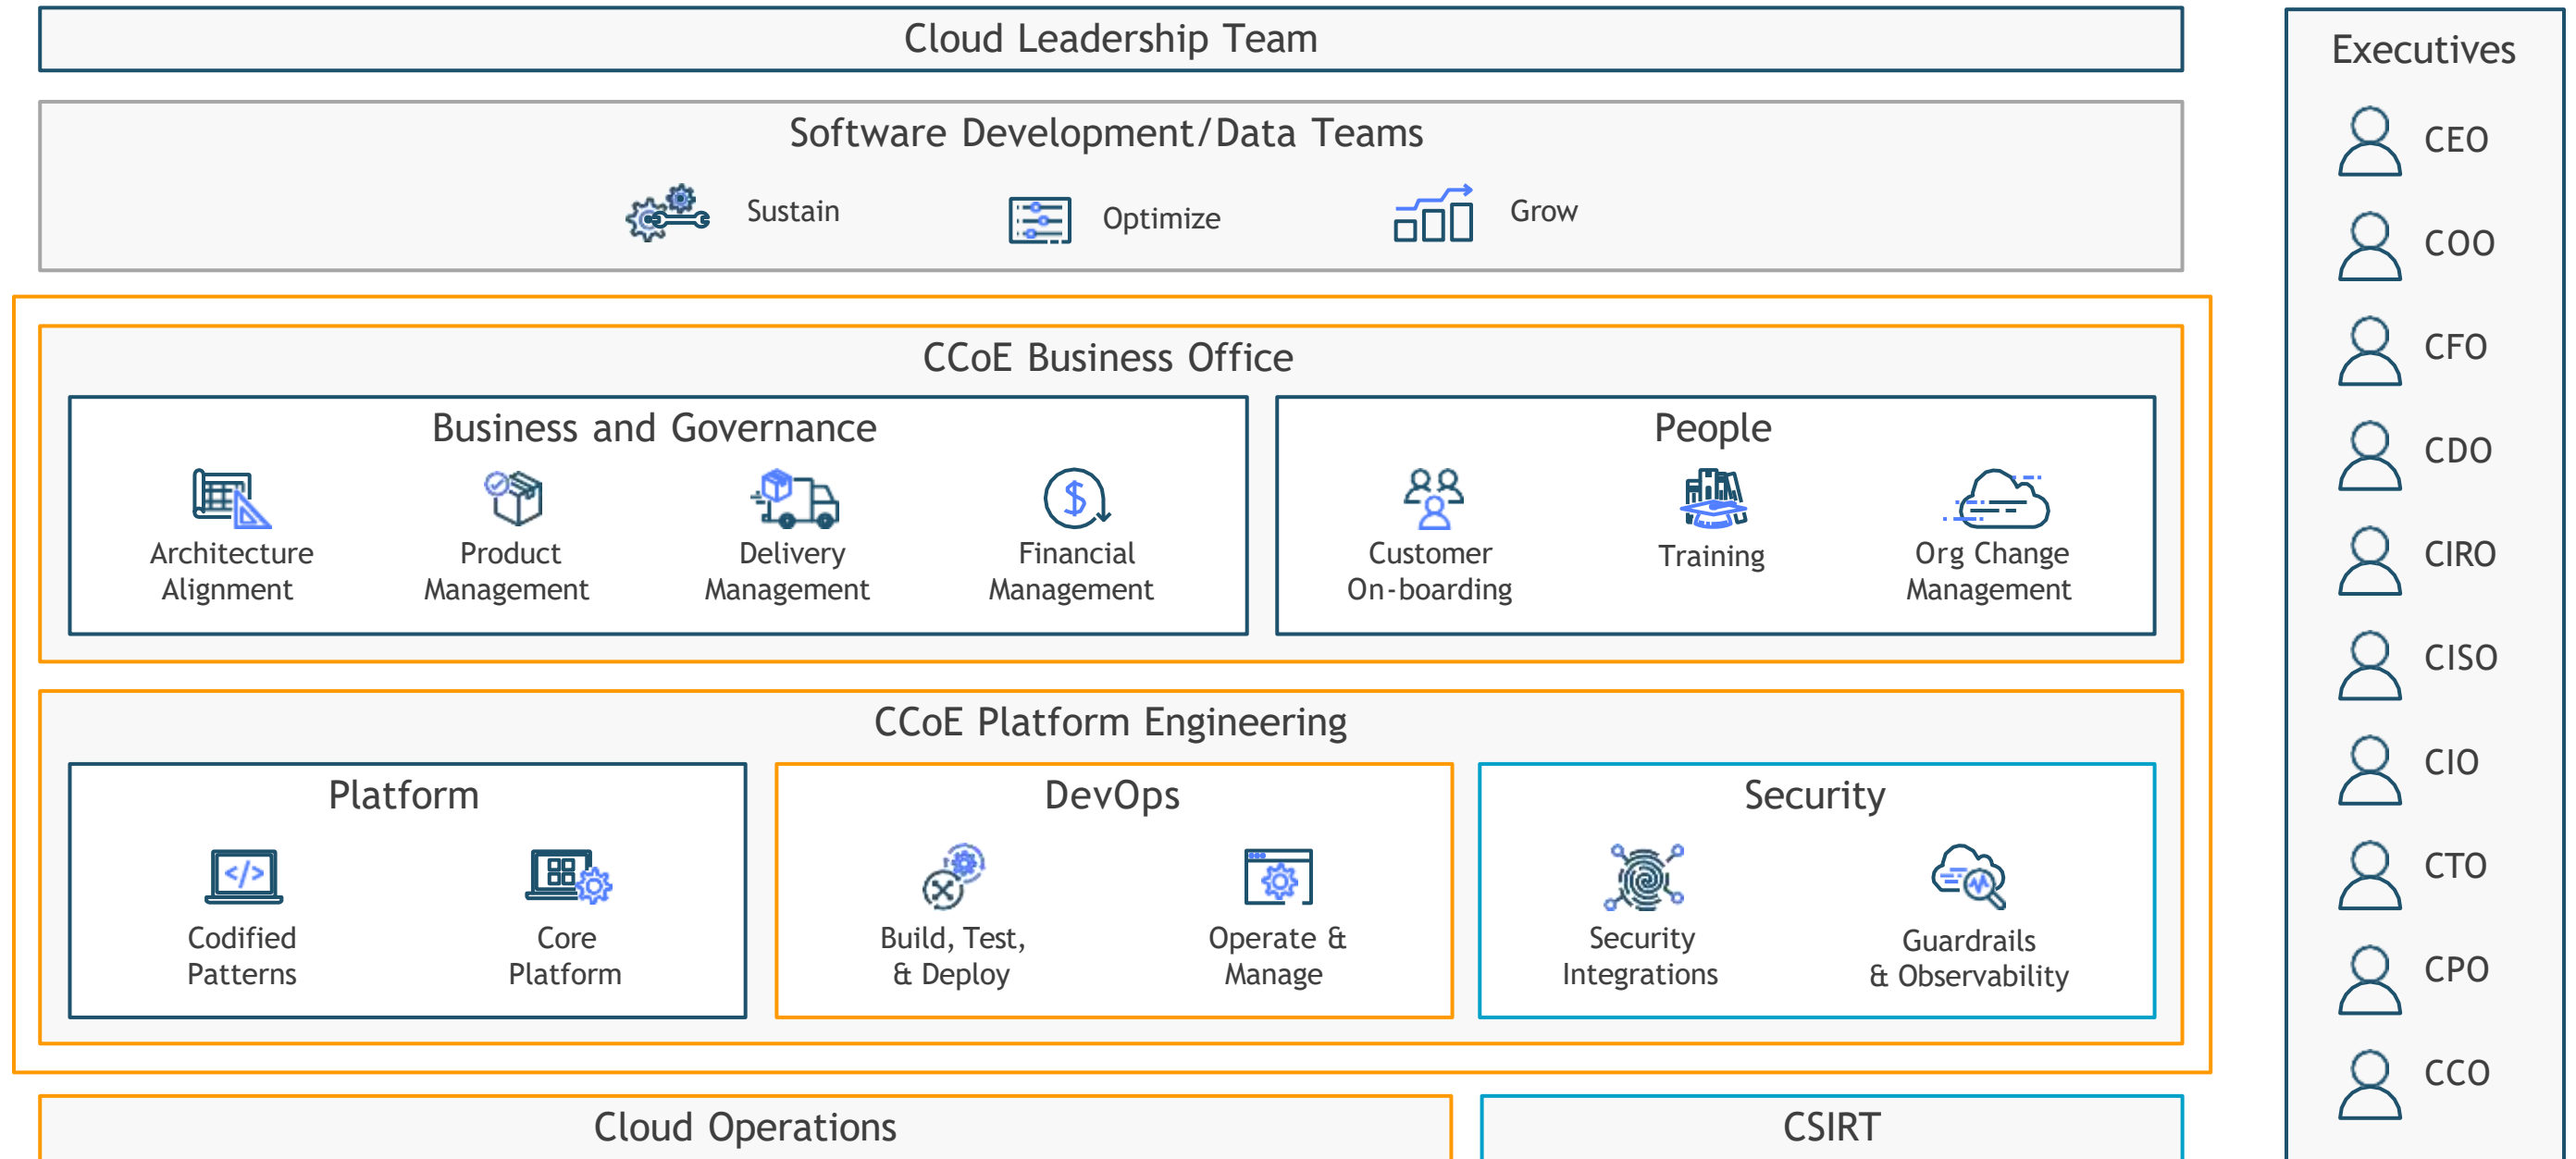 Cloud Leadership Team
Software Development/Data Teams
Sustain
Optimize
Grow
CCoE Business Office
Business and Governance
Architecture
Alignment
Product
Management
Delivery
Management
Financial
Management
People
Customer
On-boarding
Training
Org Change
Management
CCoE Platform Engineering
Platform
</>
Codified
Patterns
Core
Platform
DevOps
Build, Test,
& Deploy
Operate &
Manage
Security
Security
Integrations
Guardrails
& Observability
Cloud Operations
CSIRT
Executives
CEO
COO
CFO
CDO
CIRO
CISO
CIO
CTO
CPO
CCO